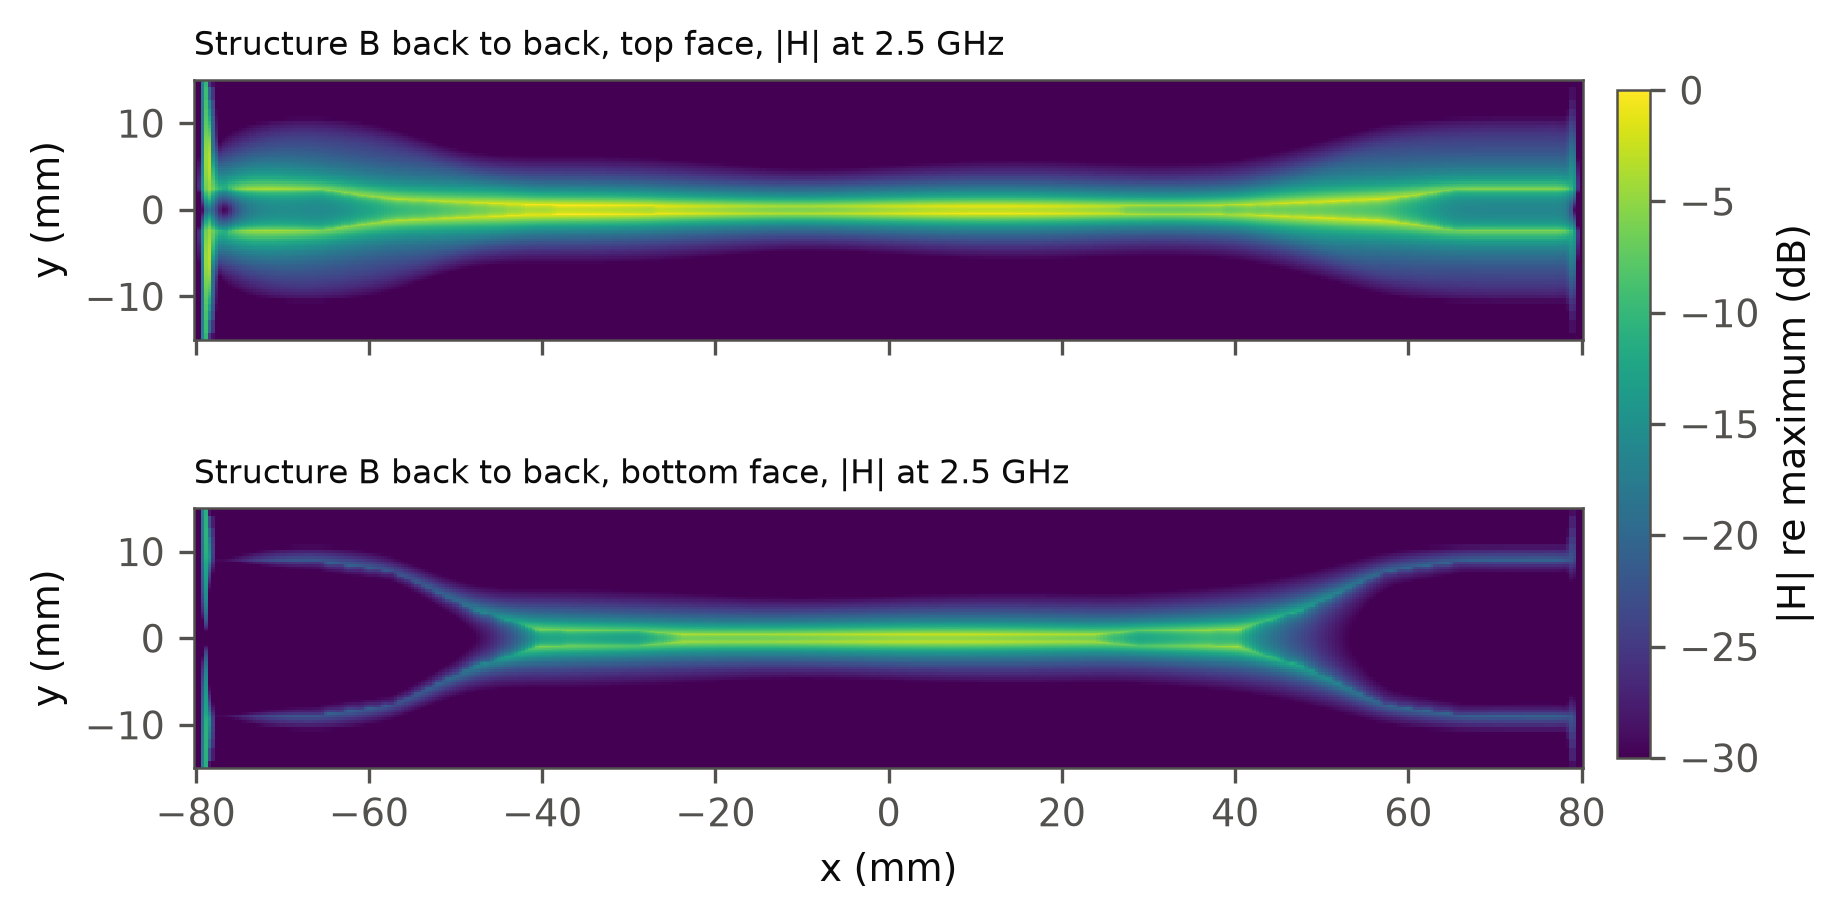 Structure B back to back, top face, |H| at 2.5 GHz
10
0
−10
y (mm)
Structure B back to back, bottom face, |H| at 2.5 GHz
10
0
−10
y (mm)
−80 −60 −40 −20 0 20 40 60 80
x (mm)
0
−5
−10
−15
−20
−25
−30
|H| re maximum (dB)